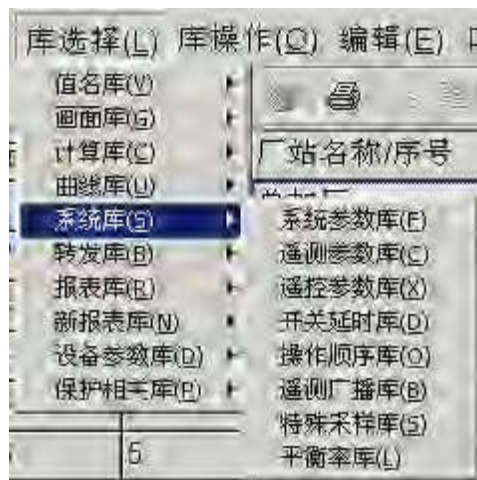 库选择(L) 库操作(O) 编辑(E)
值名库(V)
画面库(G)
计算库(C)
厂站名称/序号
曲线库(U)
系统库(S)
系统参数库(F)
转发库(B)
遥测参数库(C)
报表库(R)
遥控参数库(X)
新报表库(N)
开关延时库(D)
设备参数库(D)
操作顺序库(O)
保护相关库(P)
遥测广播库(B)
特殊采样库(S)
5
平衡率库(L)